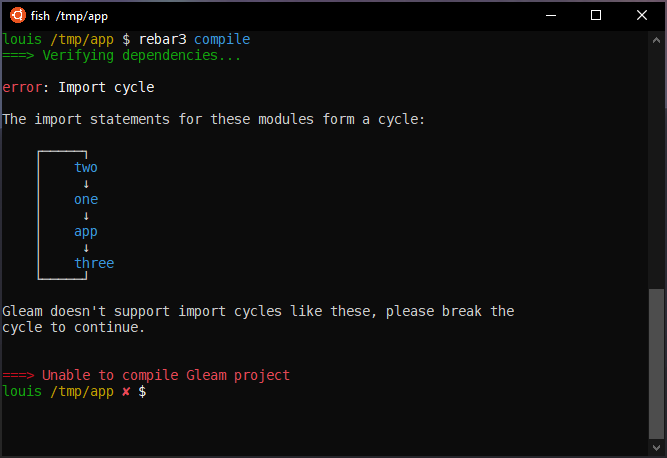 fish /tmp/app
louis /tmp/app $ rebar3 compile
===> Verifying dependencies...
error: Import cycle
The import statements for these modules form a cycle:
two
↓
one
↓
app
↓
three
Gleam doesn't support import cycles like these, please break the
cycle to continue.
===> Unable to compile Gleam project
louis /tmp/app ✘ $